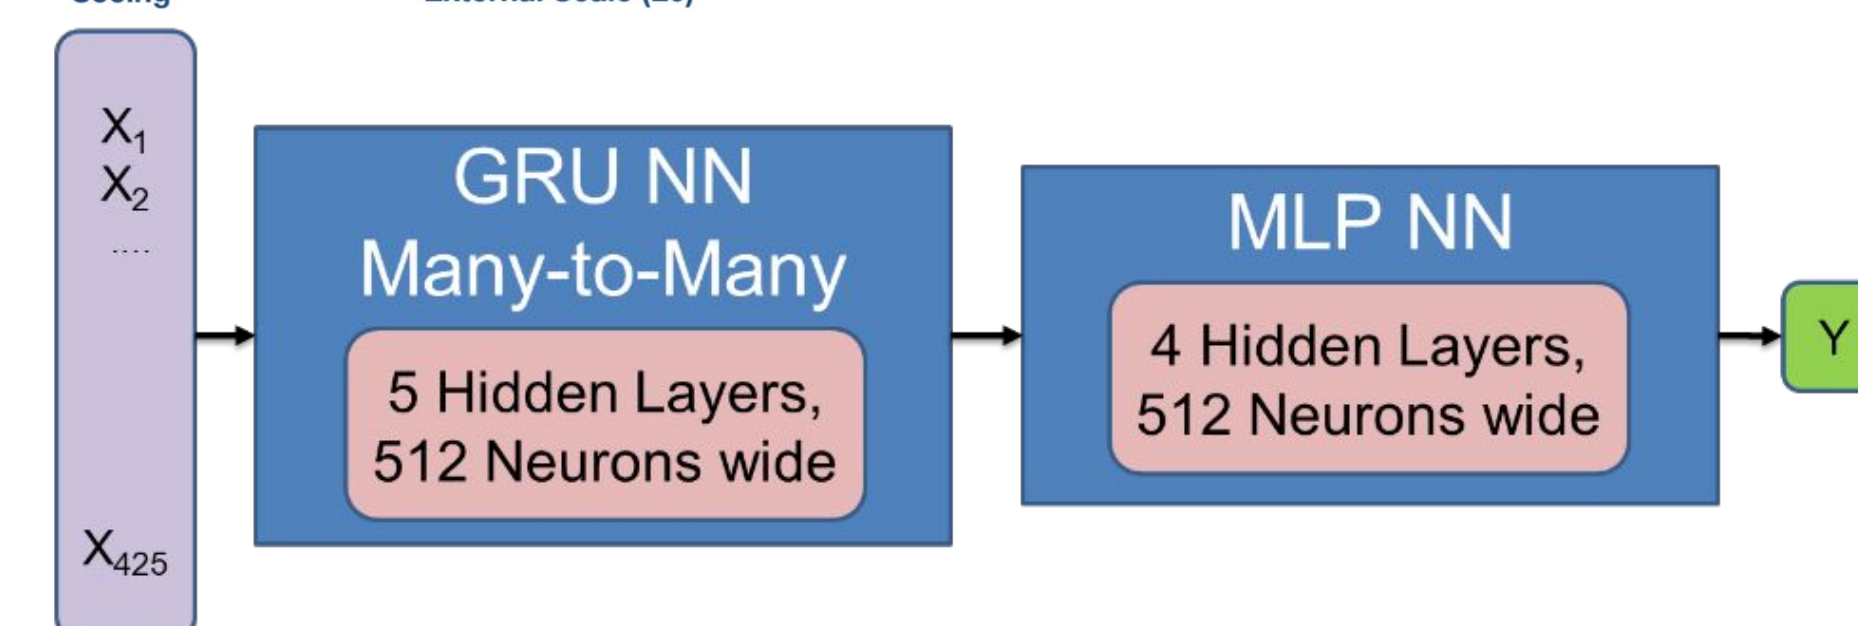 X₁
X₂
....
X₄₂₅
GRU NN
Many-to-Many
5 Hidden Layers,
512 Neurons wide
MLP NN
4 Hidden Layers,
512 Neurons wide
Y